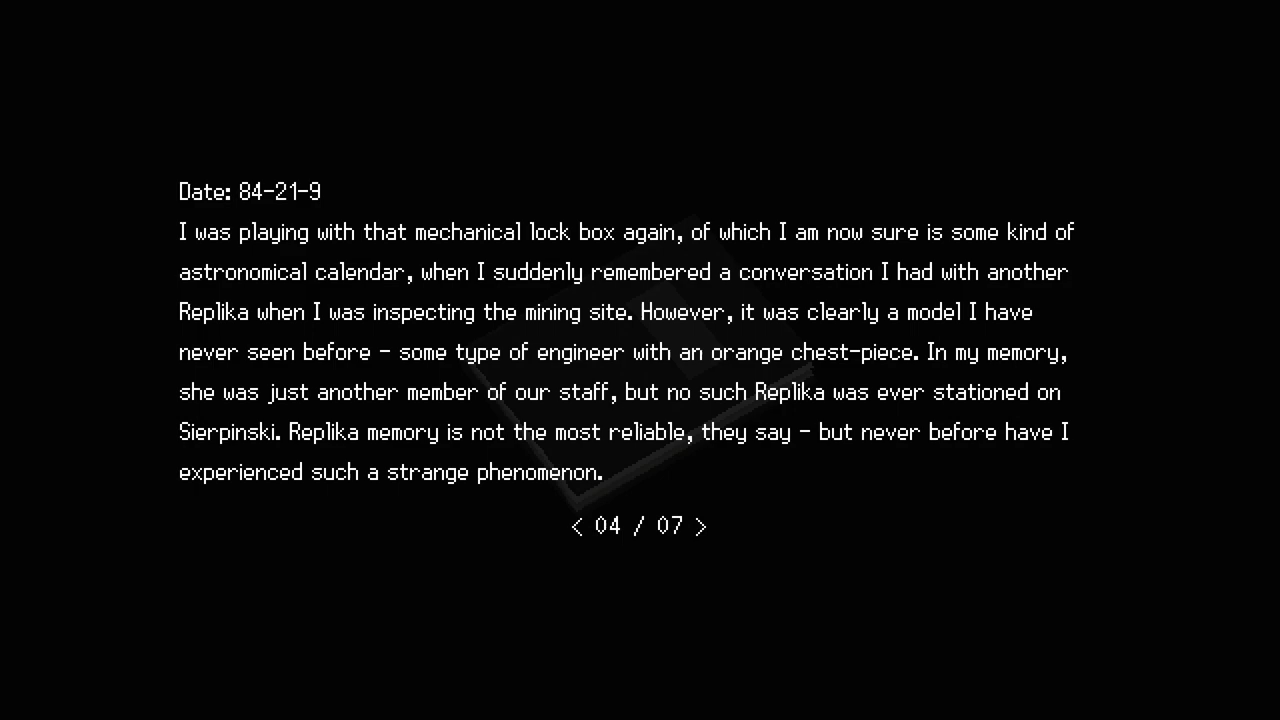 Date: 84-21-9
I was playing with that mechanical lock box again, of which I am now sure is some kind of
astronomical calendar, when I suddenly remembered a conversation I had with another
Replika when I was inspecting the mining site. However, it was clearly a model I have
never seen before - some type of engineer with an orange chest-piece. In my memory,
she was just another member of our staff, but no such Replika was ever stationed on
Sierpinski. Replika memory is not the most reliable, they say - but never before have I
experienced such a strange phenomenon.
< 04 / 07 >